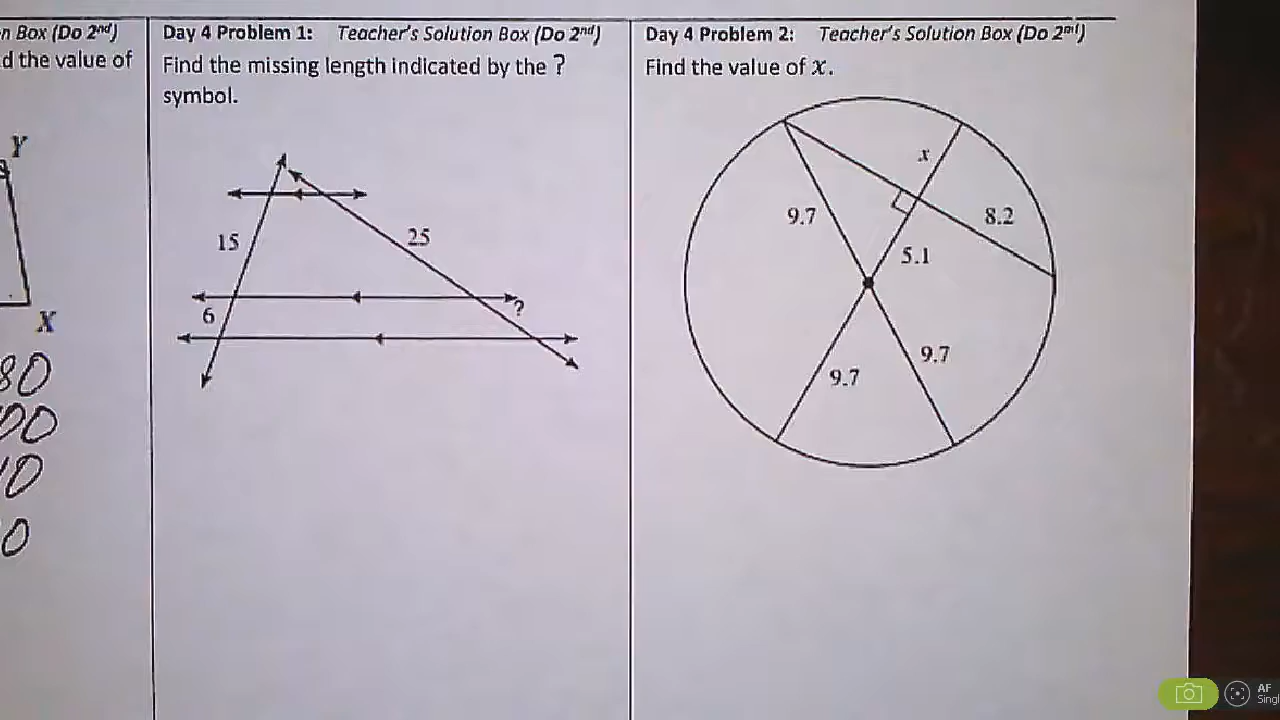 n Box (Do 2nd)
d the value of
Y
X
80
00
10
0
Day 4 Problem 1: Teacher's Solution Box (Do 2nd)
Find the missing length indicated by the ?
symbol.
15
25
6
?
Day 4 Problem 2: Teacher's Solution Box (Do 2nd)
Find the value of x.
x
9.7
8.2
5.1
9.7
9.7
AF
Singl